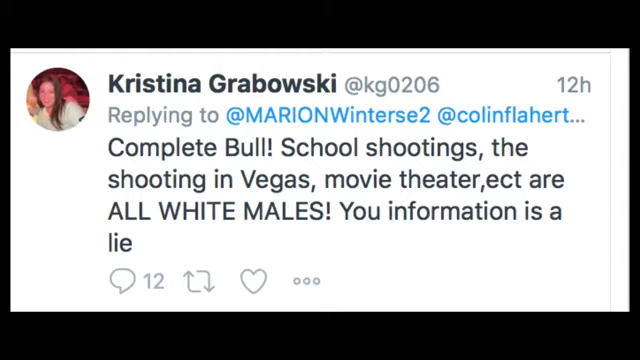 Kristina Grabowski @kg0206 12h
Replying to @MARIONWinterse2 @colinflahert...
Complete Bull! School shootings, the
shooting in Vegas, movie theater,ect are
ALL WHITE MALES! You information is a
lie
12